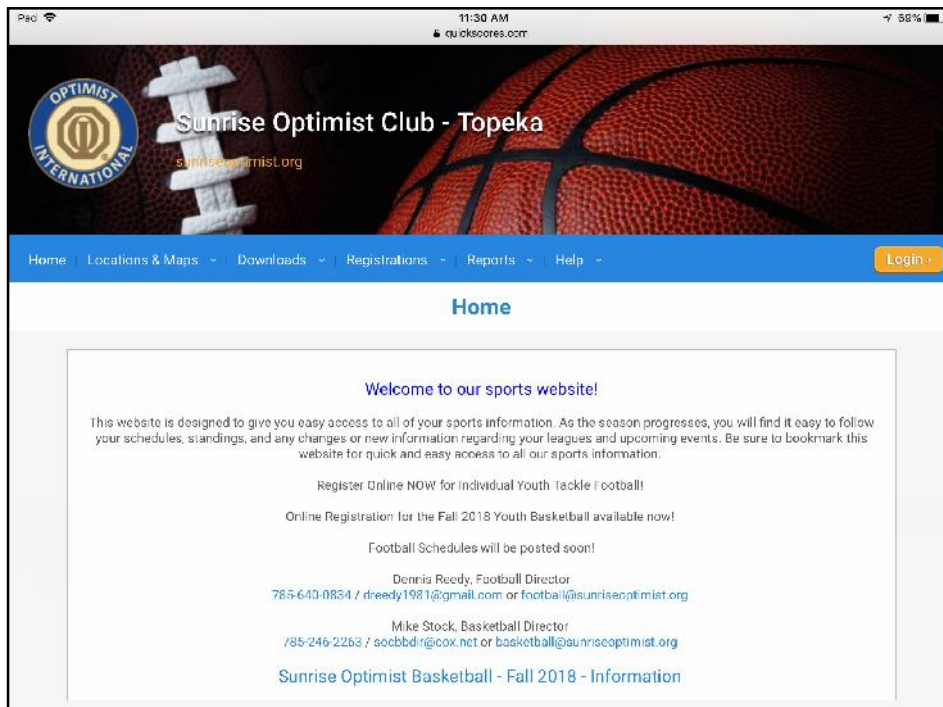 Pad
11:30 AM
68%
quickscores.com
OPTIMIST
INTERNATIONAL
Sunrise Optimist Club - Topeka
sunriseoptimist.org
Home Locations & Maps Downloads Registrations Reports Help Login
Home
Welcome to our sports website!
This website is designed to give you easy access to all of your sports information. As the season progresses, you will find it easy to follow
your schedules, standings, and any changes or new information regarding your leagues and upcoming events. Be sure to bookmark this
website for quick and easy access to all our sports information.
Register Online NOW for Individual Youth Tackle Football!
Online Registration for the Fall 2018 Youth Basketball available now!
Football Schedules will be posted soon!
Dennis Reedy, Football Director
785-640-0834 / dreedy1981@gmail.com or football@sunriseoptimist.org
Mike Stock, Basketball Director
785-246-2263 / socbbdir@cox.net or basketball@sunriseoptimist.org
Sunrise Optimist Basketball - Fall 2018 - Information